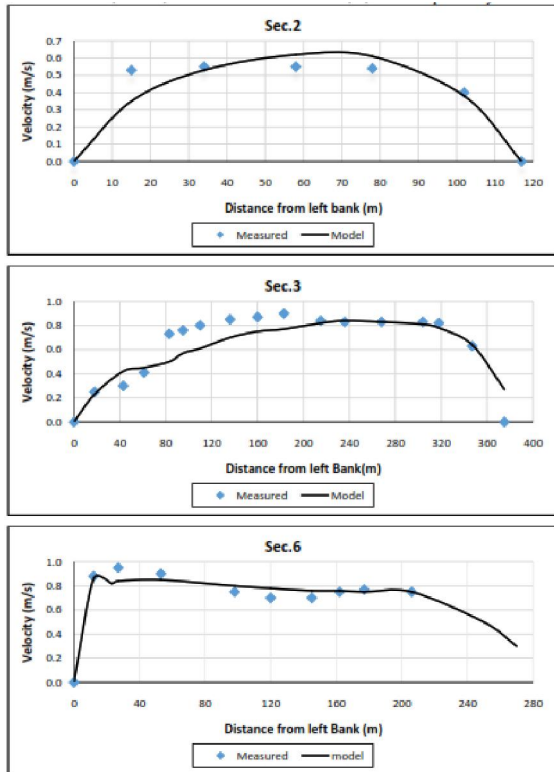 Sec.2
Velocity (m/s)
0.7
0.6
0.5
0.4
0.3
0.2
0.1
0.0
0 10 20 30 40 50 60 70 80 90 100 110 120
Distance from left bank (m)
Measured Model
Sec.3
Velocity (m/s)
1.0
0.8
0.6
0.4
0.2
0.0
0 40 80 120 160 200 240 280 320 360 400
Distance from left Bank(m)
Measured Model
Sec.6
Velocity (m/s)
1.0
0.8
0.6
0.4
0.2
0.0
0 40 80 120 160 200 240 280
Distance from left Bank (m)
Measured model